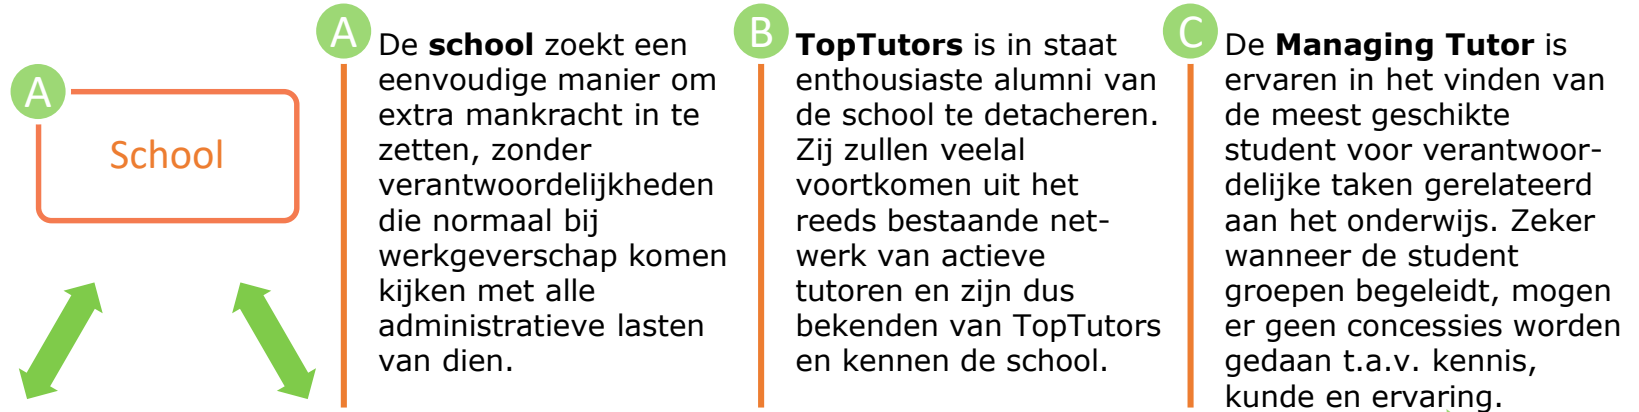 A
School
A
De school zoekt een
eenvoudige manier om
extra mankracht in te
zetten, zonder
verantwoordelijkheden
die normaal bij
werkgeverschap komen
kijken met alle
administratieve lasten
van dien.
B
TopTutors is in staat
enthousiaste alumni van
de school te detacheren.
Zij zullen veelal
voortkomen uit het
reeds bestaande net-
werk van actieve
tutoren en zijn dus
bekenden van TopTutors
en kennen de school.
C
De Managing Tutor is
ervaren in het vinden van
de meest geschikte
student voor verantwoor-
delijke taken gerelateerd
aan het onderwijs. Zeker
wanneer de student
groepen begeleidt, mogen
er geen concessies worden
gedaan t.a.v. kennis,
kunde en ervaring.